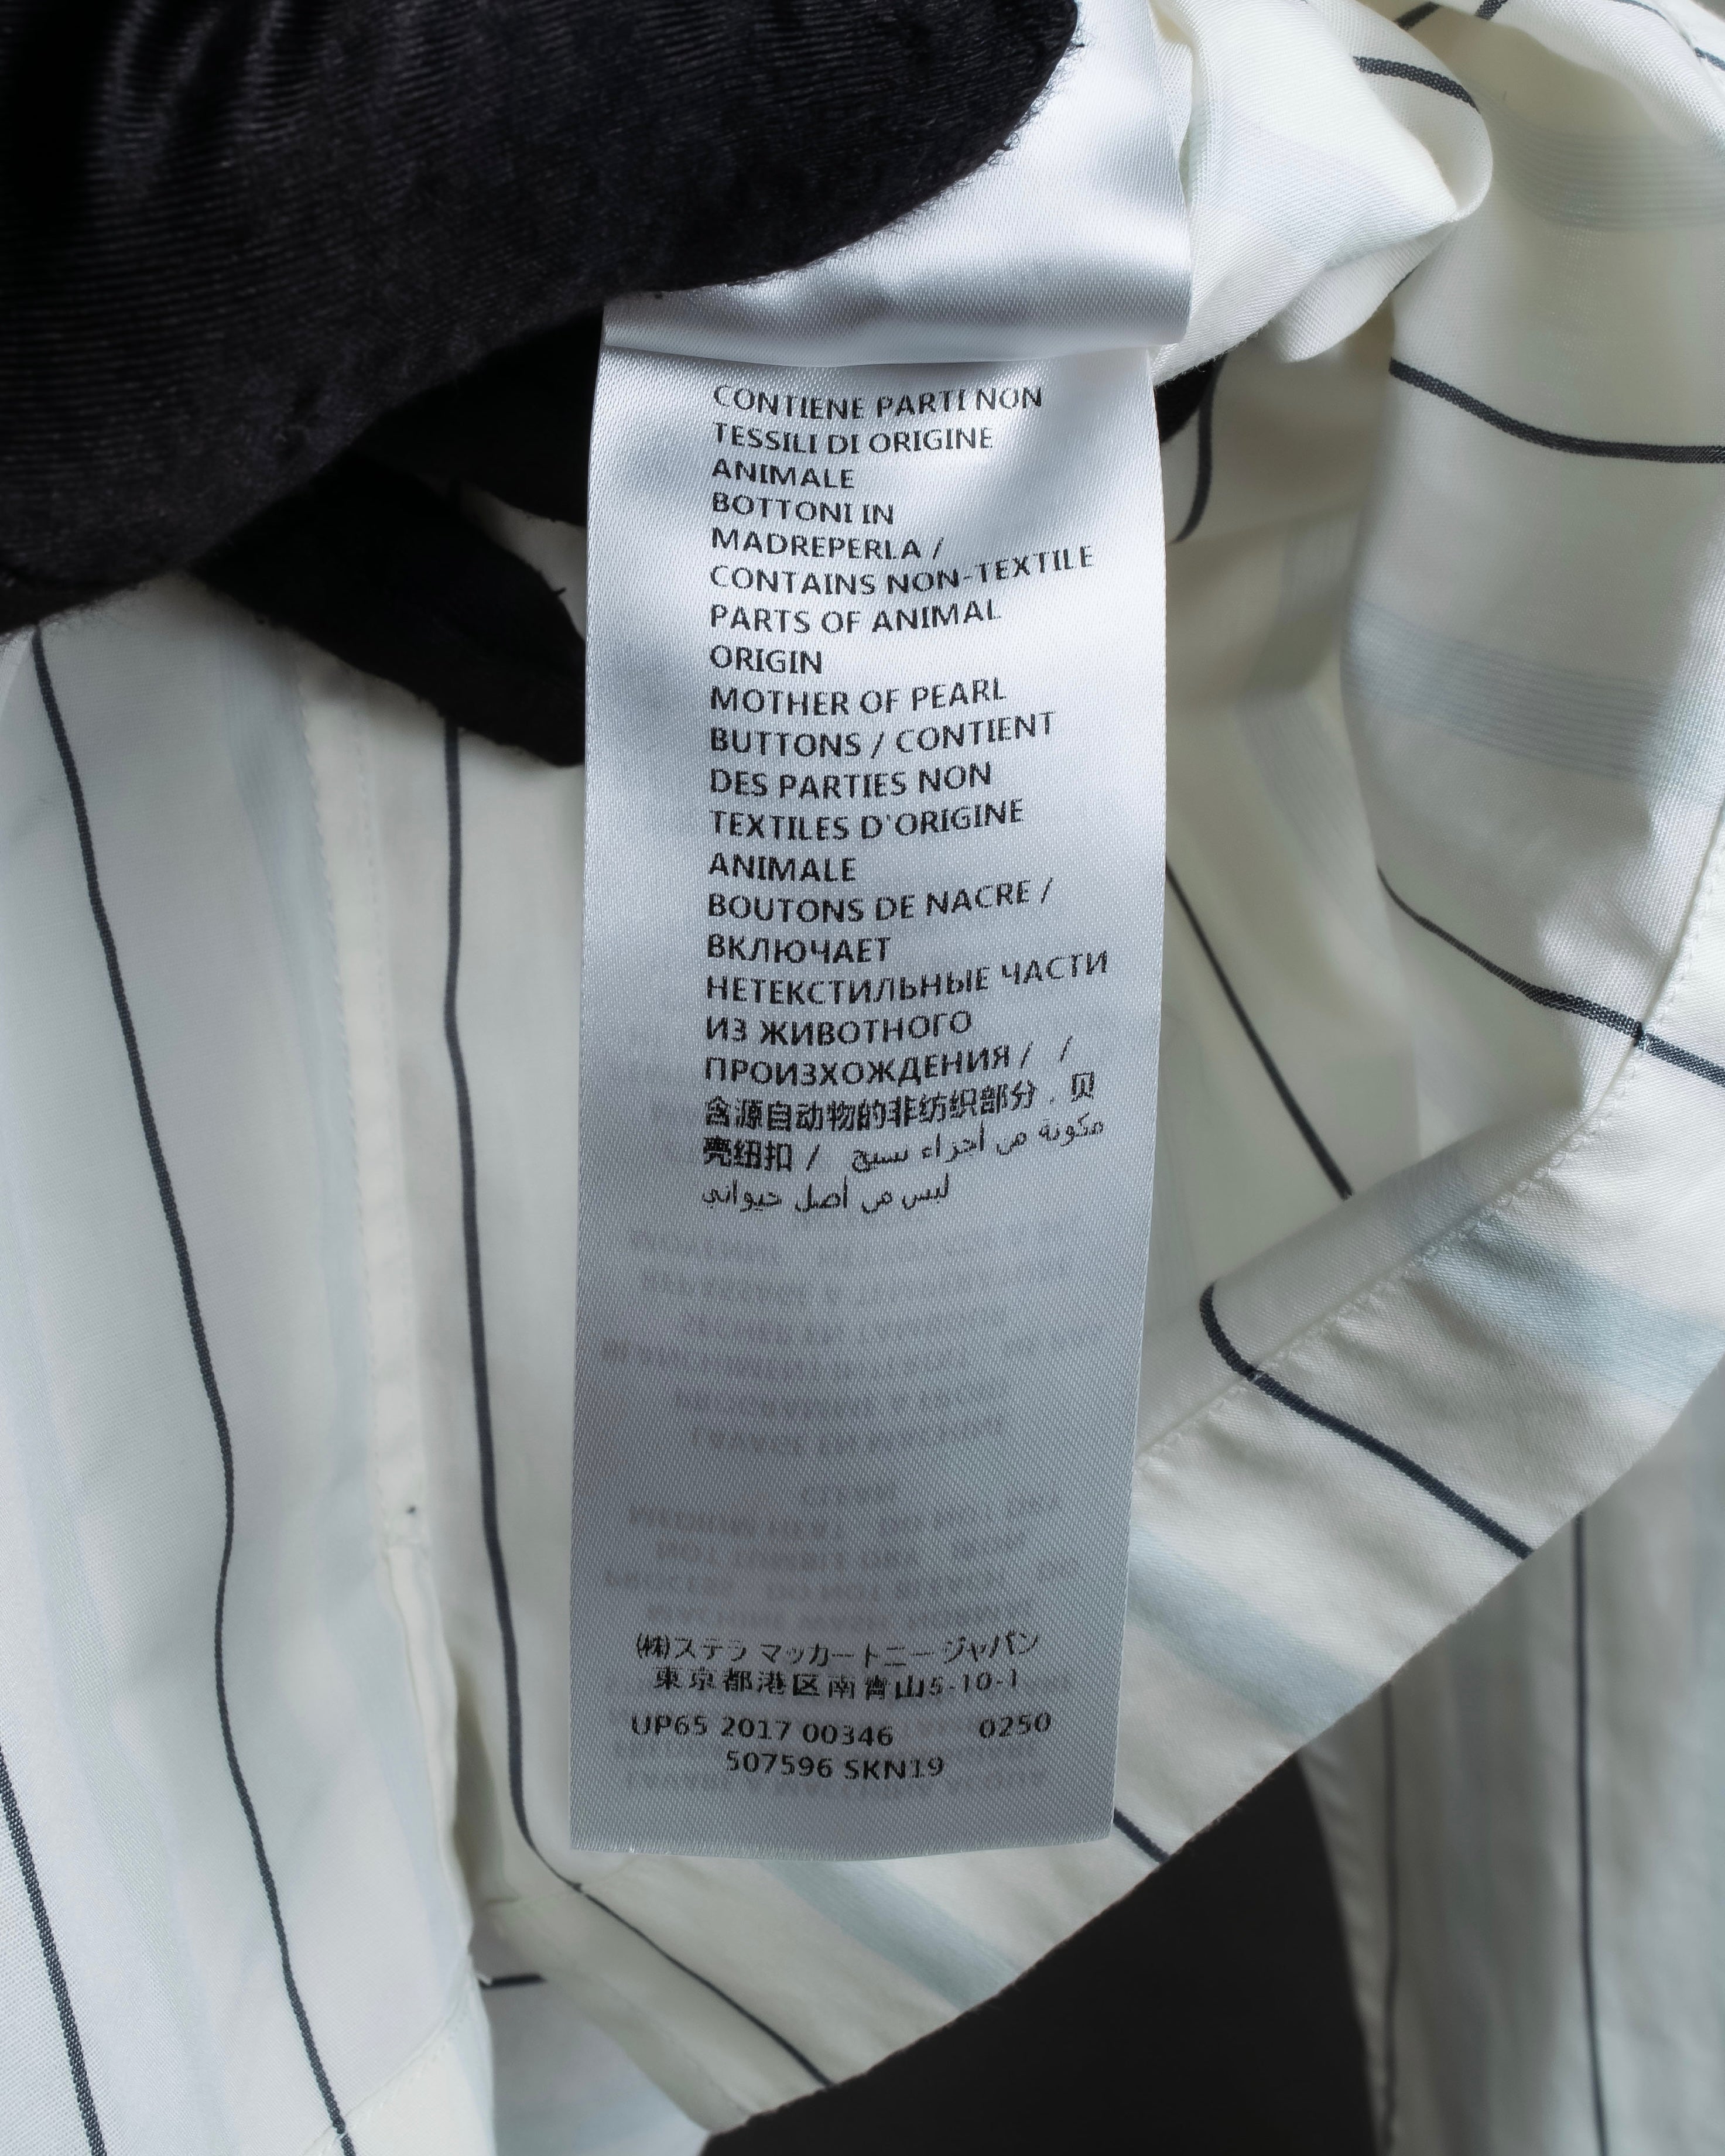 CONTIENE PARTI NON
TESSILI DI ORIGINE
ANIMALE
BOTTONI IN
MADREPERLA /
CONTAINS NON-TEXTILE
PARTS OF ANIMAL
ORIGIN
MOTHER OF PEARL
BUTTONS / CONTIENT
DES PARTIES NON
TEXTILES D'ORIGINE
ANIMALE
BOUTONS DE NACRE /
ВКЛЮЧАЕТ
НЕТЕКСТИЛЬНЫЕ ЧАСТИ
ИЗ ЖИВОТНОГО
ПРОИЗХОЖДЕНИЯ / /
含源自动物的非纺织部分 . 贝
壳纽扣 / مكونة من أجزاء نسيج
ليس من أصل حيواني
(株)ステラ マッカートニー ジャパン
東京都港区南青山5-10-1
UP65 2017 00346 0250
507596 SKN19